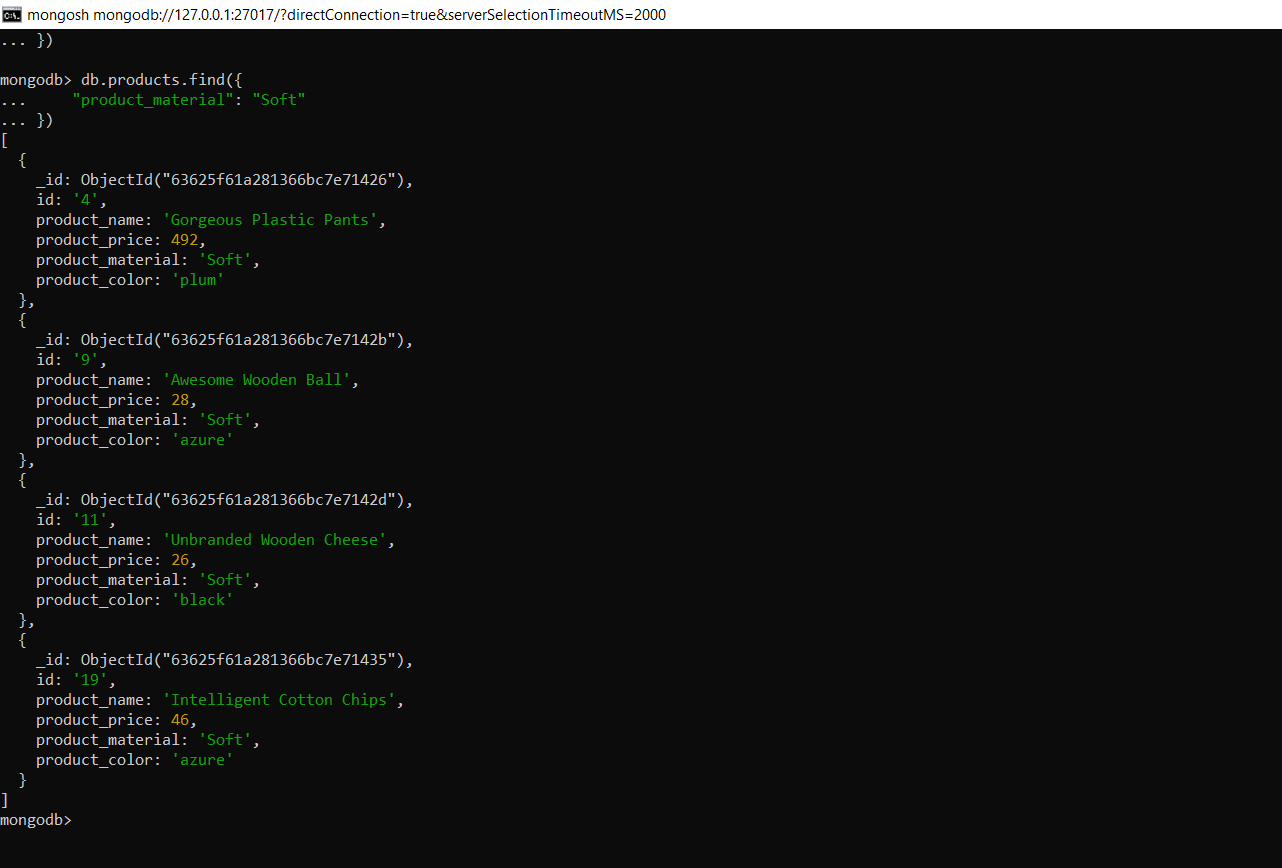 mongosh mongodb://127.0.0.1:27017/?directConnection=true&serverSelectionTimeoutMS=2000
... })
mongodb> db.products.find({
...     "product_material": "Soft"
... })
[
  {
    _id: ObjectId("63625f61a281366bc7e71426"),
    id: '4',
    product_name: 'Gorgeous Plastic Pants',
    product_price: 492,
    product_material: 'Soft',
    product_color: 'plum'
  },
  {
    _id: ObjectId("63625f61a281366bc7e7142b"),
    id: '9',
    product_name: 'Awesome Wooden Ball',
    product_price: 28,
    product_material: 'Soft',
    product_color: 'azure'
  },
  {
    _id: ObjectId("63625f61a281366bc7e7142d"),
    id: '11',
    product_name: 'Unbranded Wooden Cheese',
    product_price: 26,
    product_material: 'Soft',
    product_color: 'black'
  },
  {
    _id: ObjectId("63625f61a281366bc7e71435"),
    id: '19',
    product_name: 'Intelligent Cotton Chips',
    product_price: 46,
    product_material: 'Soft',
    product_color: 'azure'
  }
]
mongodb>